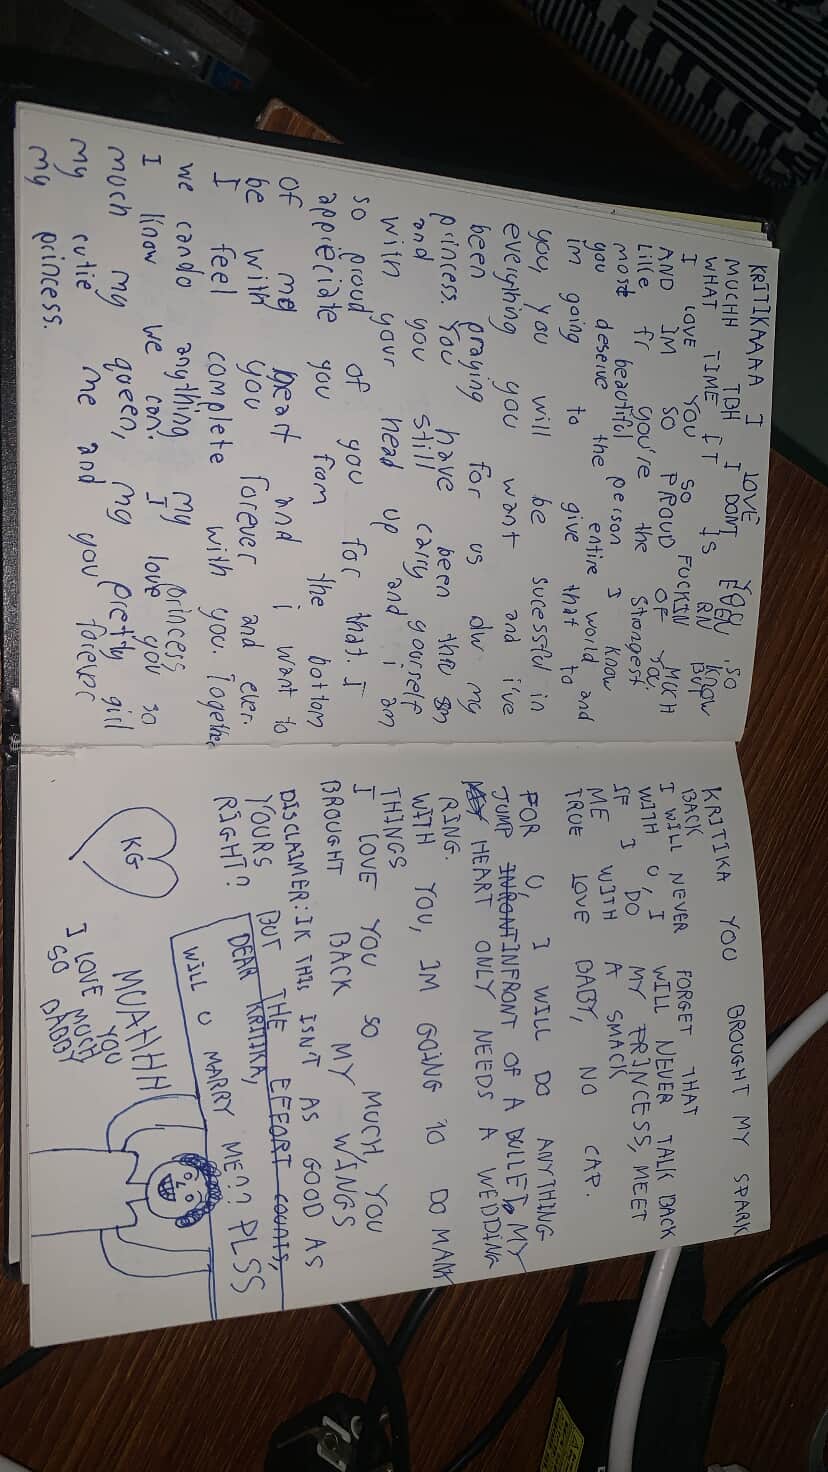 KRITIKAAAA I LOVE YOU SO
MUCHH TBH I DONT EVEN KNOW
WHAT TIME IT IS RN BUT
I LOVE YOU SO FUCKIN MUCH
AND IM SO PROUD OF YOU.
Like fr you're the strongest
most beautiful person I know
you deserve the entire world and
im going to give that to
you, you will be sucessful in
everything you want and i've
been praying for us dw my
princess. You have been thru
and you still carry yourself
with your head up and i am
so proud of you for that. I
appreciate you from the bottom
of my heart and i want to
be with you forever and ever.
I feel complete with you. Together
we can do anything my princess,
I know we can. I love you so
much my queen, my pretty girl
my cutie me and you forever
my princess.
KRITIKA YOU BROUGHT MY SPARK
BACK
I WILL NEVER FORGET THAT
WITH U, I WILL NEVER TALK BACK
IF I DO MY PRINCESS, MEET
ME WITH A SMACK
TRUE LOVE BABY, NO CAP.
FOR U, I WILL DO ANYTHING
JUMP INFRONT OF A BULLET, MY
HEART ONLY NEEDS A WEDDING
RING.
WITH YOU, IM GOING TO DO MANY
THINGS
I LOVE YOU SO MUCH, YOU
BROUGHT BACK MY WINGS
DISCLAIMER: IK THIS ISN'T AS GOOD AS
YOURS BUT THE EFFORT COUNTS,
RIGHT?
DEAR KRITIKA,
WILL U MARRY ME?? PLSS
KG
MUAHHH
I LOVE YOU
SO MUCH
DADDY